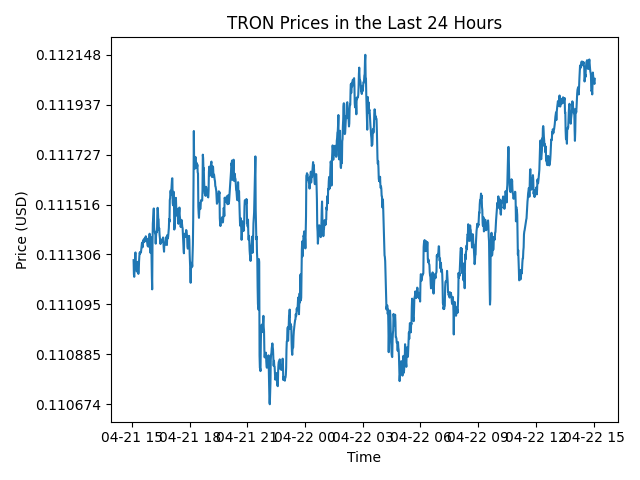 TRON Prices in the Last 24 Hours
Price (USD)
0.112148
0.111937
0.111727
0.111516
0.111306
0.111095
0.110885
0.110674
04-21 15 04-21 18 04-21 21 04-22 00 04-22 03 04-22 06 04-22 09 04-22 12 04-22 15
Time